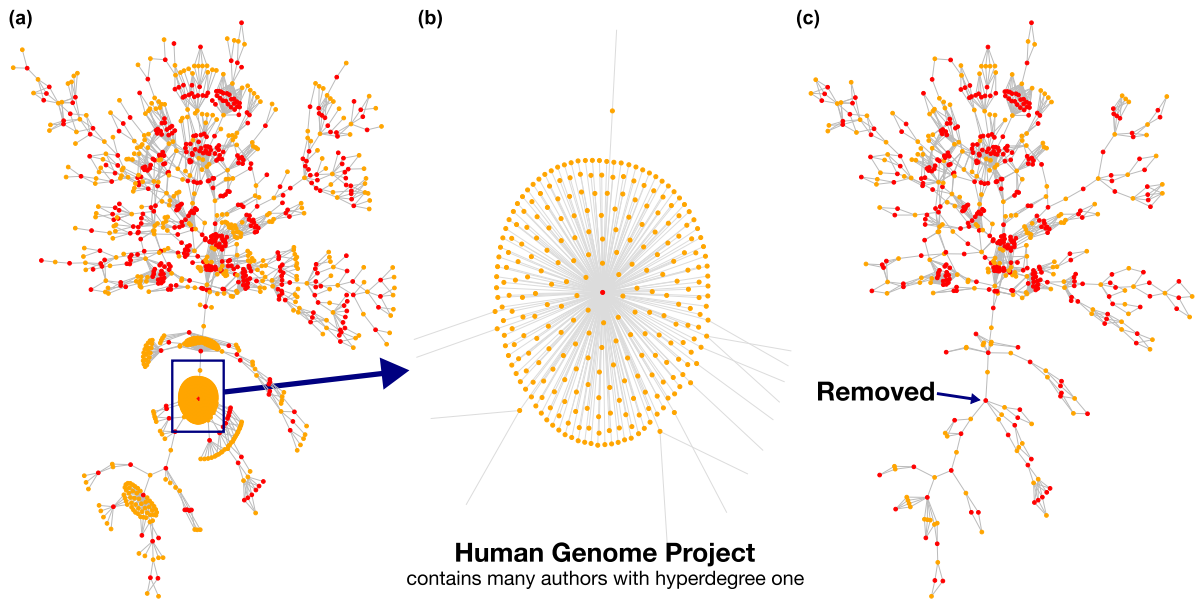 (a)
(b)
(c)
Removed
Human Genome Project
contains many authors with hyperdegree one